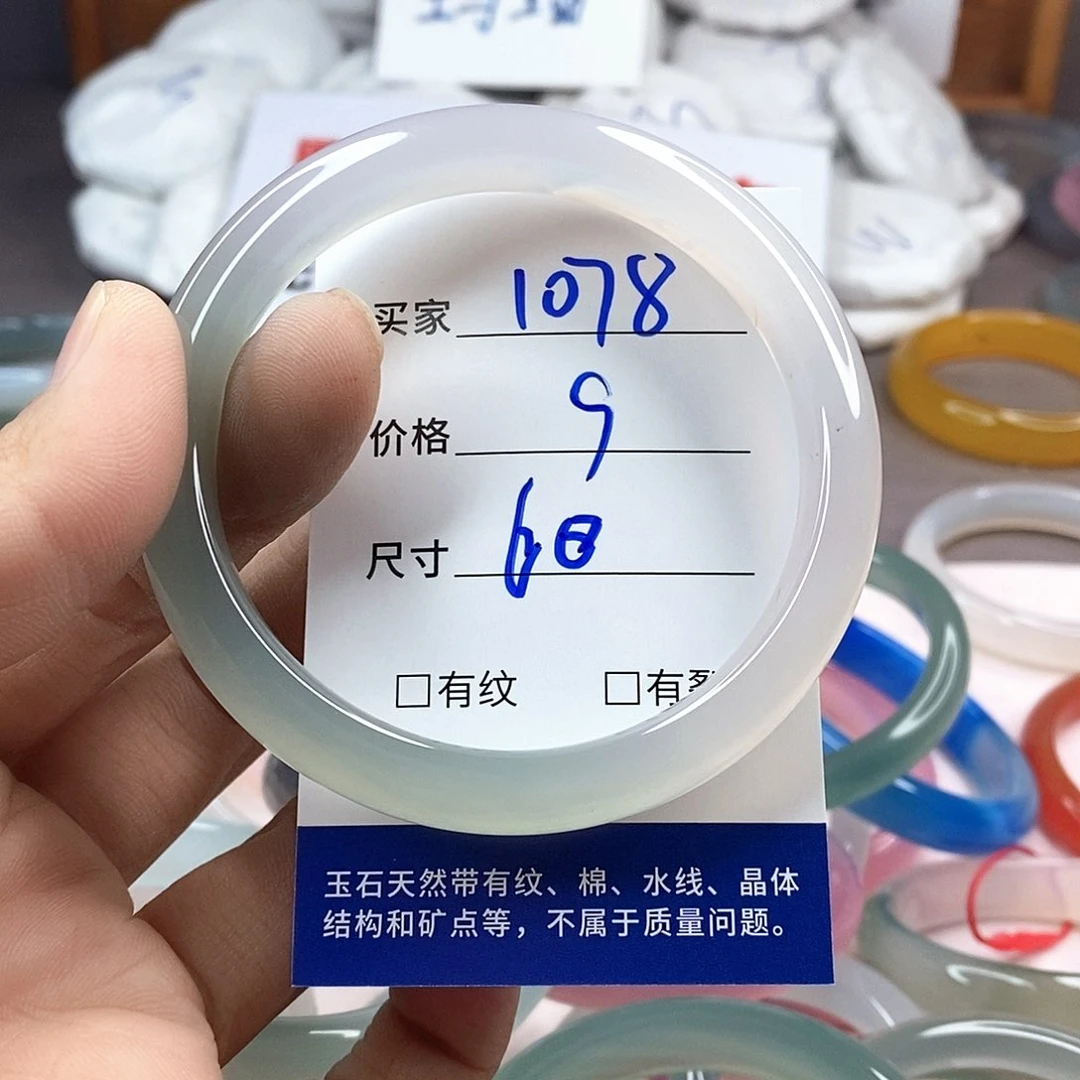 买家 1078
价格 9
尺寸 60
□有纹 □有裂
玉石天然带有纹、棉、水线、晶体
结构和矿点等，不属于质量问题。